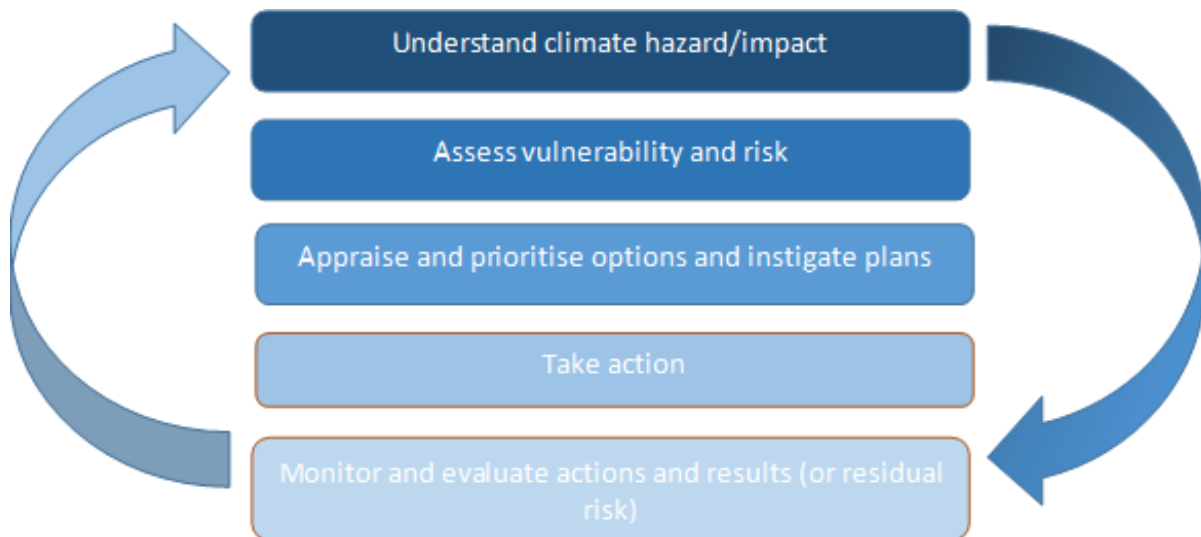 Understand climate hazard/impact
Assess vulnerability and risk
Appraise and prioritise options and instigate plans
Take action
Monitor and evaluate actions and results (or residual
risk)